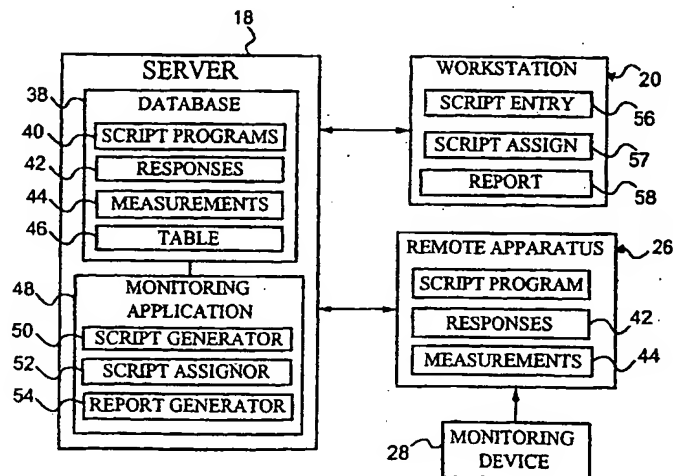 18
SERVER
38
DATABASE
40
SCRIPT PROGRAMS
42
RESPONSES
44
MEASUREMENTS
46
TABLE
48
MONITORING
APPLICATION
50
SCRIPT GENERATOR
52
SCRIPT ASSIGNOR
54
REPORT GENERATOR
WORKSTATION
20
SCRIPT ENTRY
56
SCRIPT ASSIGN
57
REPORT
58
REMOTE APPARATUS
26
SCRIPT PROGRAM
RESPONSES
42
MEASUREMENTS
44
28
MONITORING
DEVICE